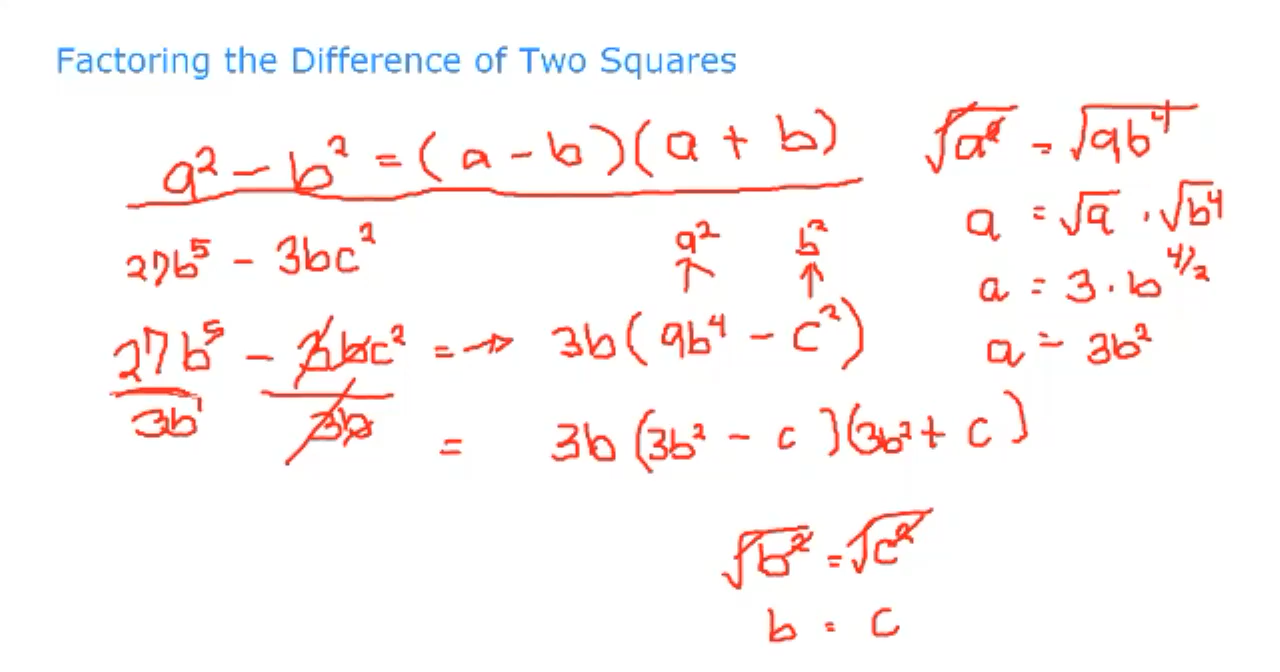 Factoring the Difference of Two Squares
a² - b² = (a - b)(a + b)
27b⁵ - 3bc²
a² b²
↑ ↑
27b⁵ - 3bc² = → 3b(9b⁴ - c²)
3b¹ 3b
= 3b(3b² - c)(3b² + c)
√a² = √9b⁴
a = √9 · √b⁴
a = 3 · b^4/2
a = 3b²
√b² = √c²
b = c